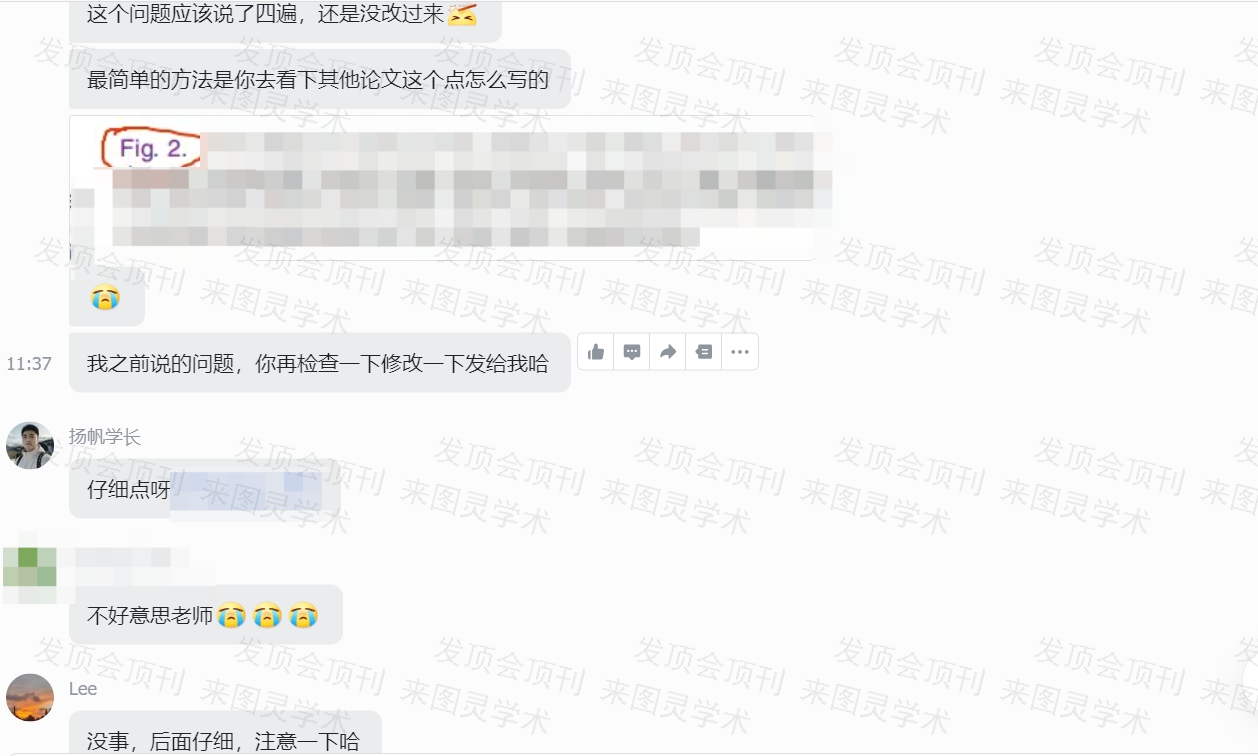 这个问题应该说了四遍，还是没改过来
最简单的方法是你去看下其他论文这个点怎么写的
Fig. 2.
11:37
我之前说的问题，你再检查一下修改一下发给我哈
扬帆学长
仔细点呀
不好意思老师
Lee
没事，后面仔细，注意一下哈
发顶会顶刊
来图灵学术